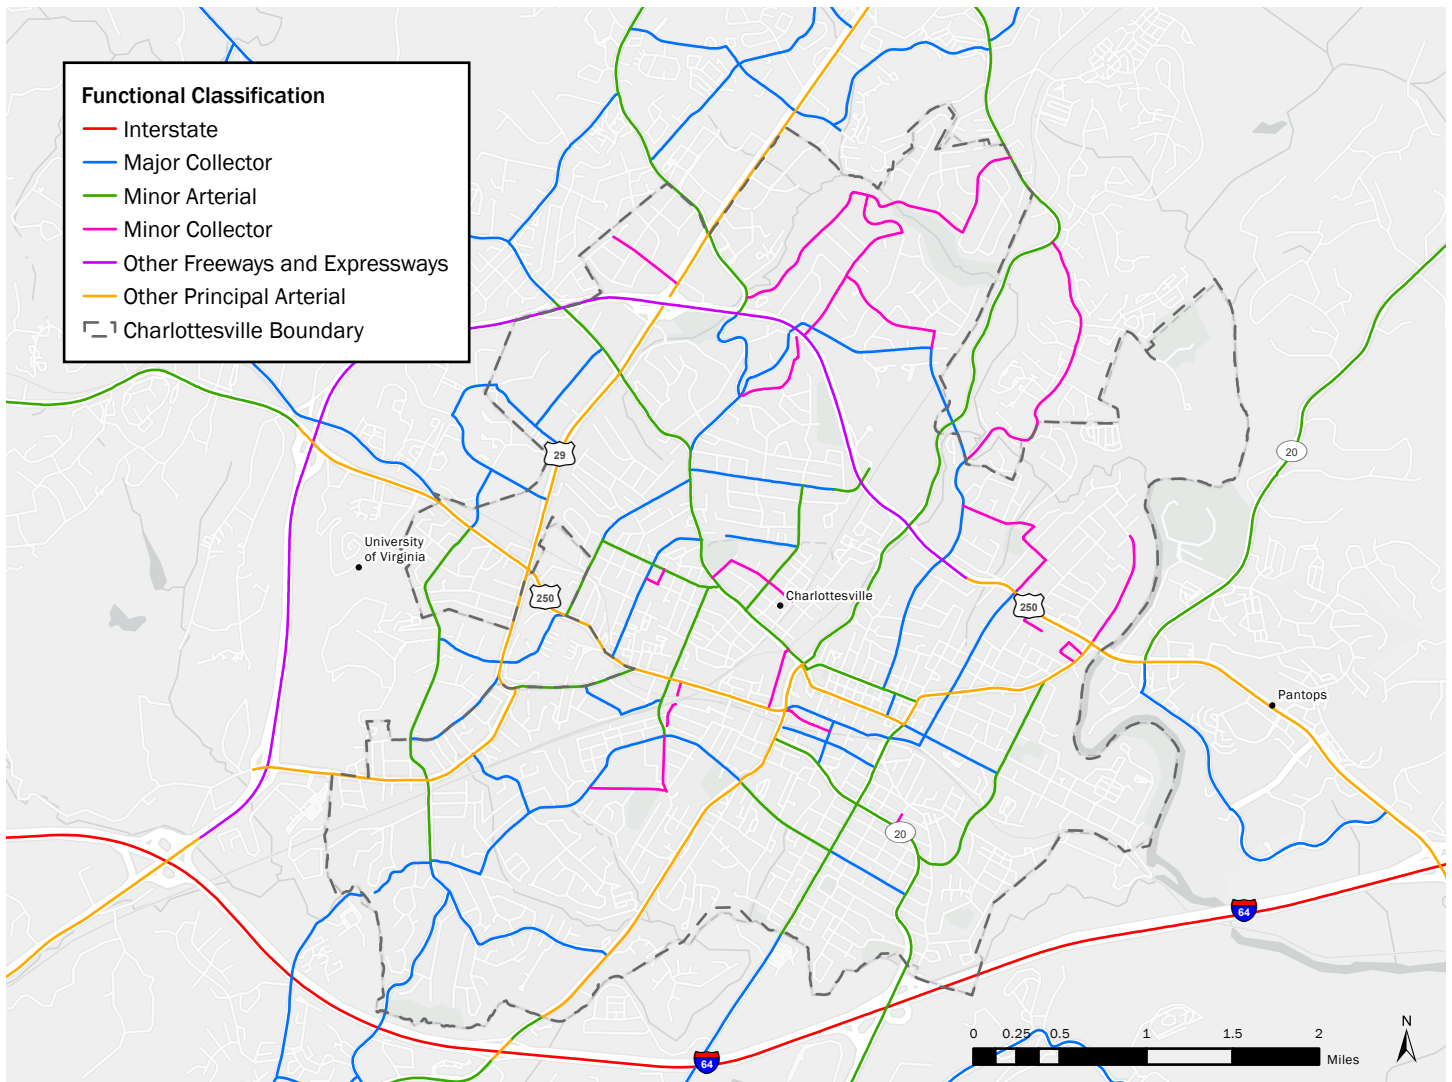 Functional Classification
Interstate
Major Collector
Minor Arterial
Minor Collector
Other Freeways and Expressways
Other Principal Arterial
Charlottesville Boundary
29
20
University
of Virginia
250
Charlottesville
250
Pantops
20
64
64
0 0.25 0.5 1 1.5 2
Miles
N